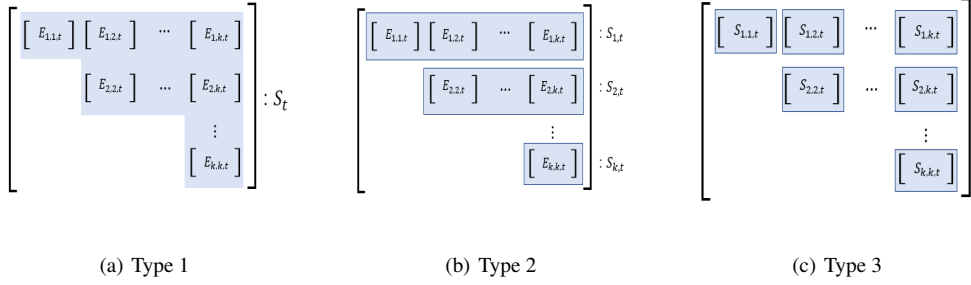 [ E1,1,t ] [ E1,2,t ] ... [ E1,k,t ]
[ E2,2,t ] ... [ E2,k,t ]
⋮
[ Ek,k,t ]
: St
[ E1,1,t ] [ E1,2,t ] ... [ E1,k,t ] : S1,t
[ E2,2,t ] ... [ E2,k,t ] : S2,t
⋮
[ Ek,k,t ] : Sk,t
[ S1,1,t ] [ S1,2,t ] ... [ S1,k,t ]
[ S2,2,t ] ... [ S2,k,t ]
⋮
[ Sk,k,t ]
(a) Type 1
(b) Type 2
(c) Type 3